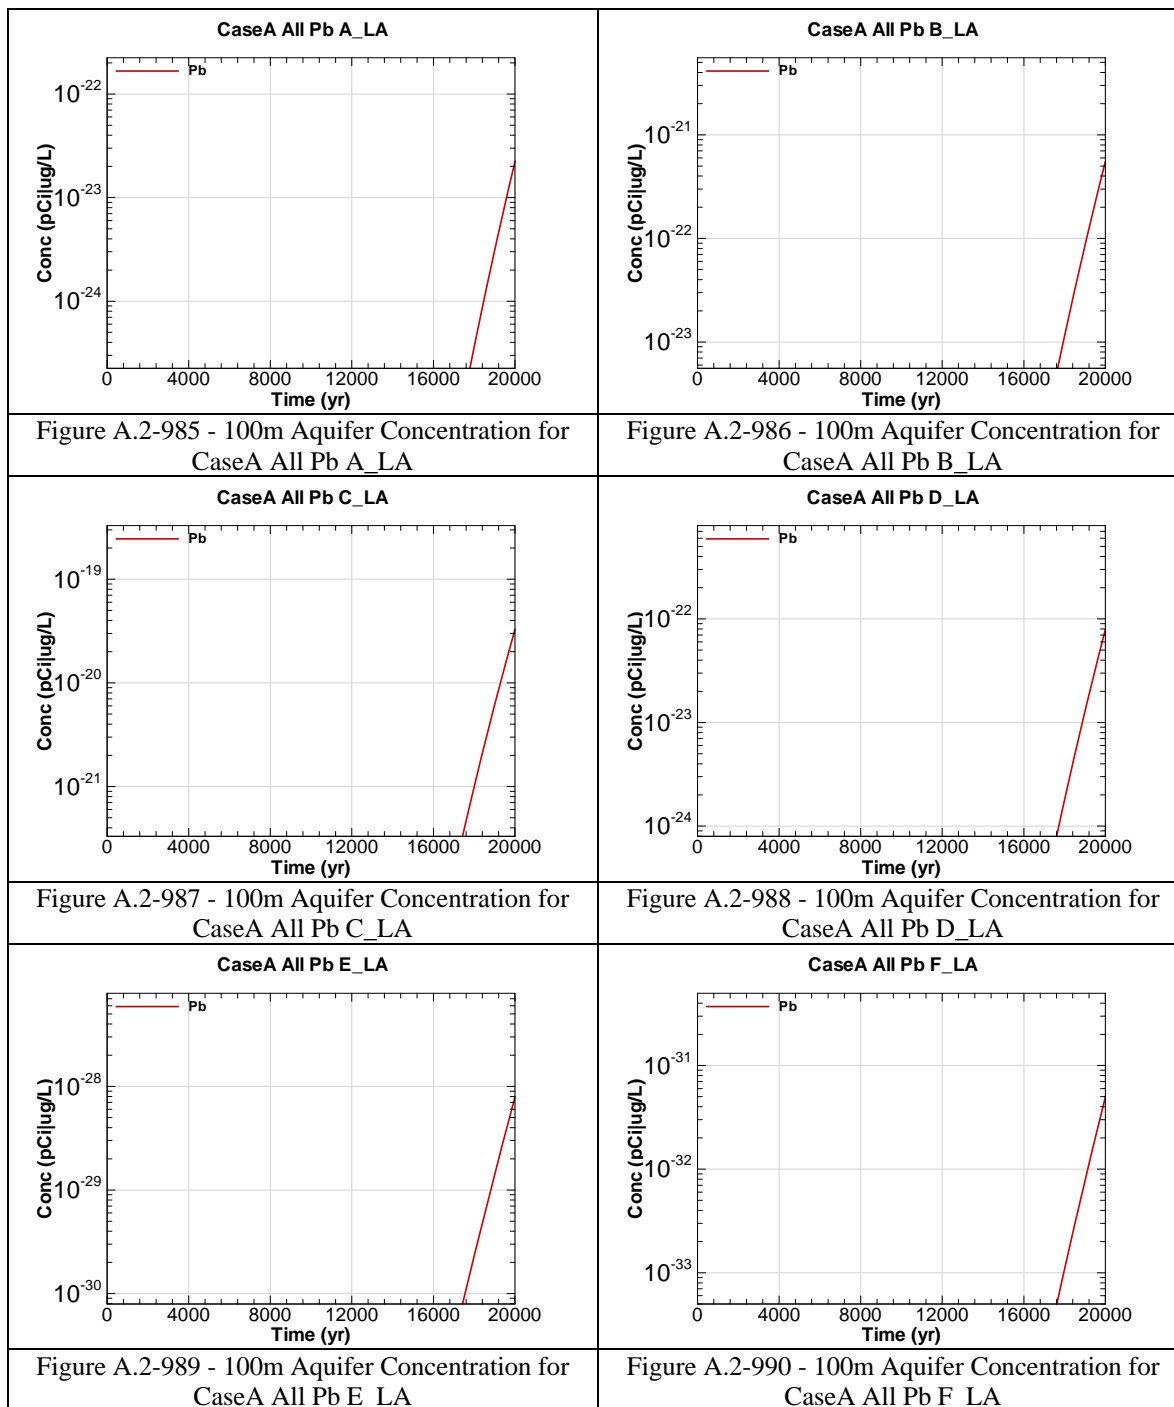 CaseA All Pb A_LA
Pb
10^-22
10^-23
10^-24
Conc (pCi|ug/L)
0 4000 8000 12000 16000 20000
Time (yr)
Figure A.2-985 - 100m Aquifer Concentration for
CaseA All Pb A_LA
CaseA All Pb B_LA
Pb
10^-21
10^-22
10^-23
Conc (pCi|ug/L)
0 4000 8000 12000 16000 20000
Time (yr)
Figure A.2-986 - 100m Aquifer Concentration for
CaseA All Pb B_LA
CaseA All Pb C_LA
Pb
10^-19
10^-20
10^-21
Conc (pCi|ug/L)
0 4000 8000 12000 16000 20000
Time (yr)
Figure A.2-987 - 100m Aquifer Concentration for
CaseA All Pb C_LA
CaseA All Pb D_LA
Pb
10^-22
10^-23
10^-24
Conc (pCi|ug/L)
0 4000 8000 12000 16000 20000
Time (yr)
Figure A.2-988 - 100m Aquifer Concentration for
CaseA All Pb D_LA
CaseA All Pb E_LA
Pb
10^-28
10^-29
10^-30
Conc (pCi|ug/L)
0 4000 8000 12000 16000 20000
Time (yr)
Figure A.2-989 - 100m Aquifer Concentration for
CaseA All Pb E_LA
CaseA All Pb F_LA
Pb
10^-31
10^-32
10^-33
Conc (pCi|ug/L)
0 4000 8000 12000 16000 20000
Time (yr)
Figure A.2-990 - 100m Aquifer Concentration for
CaseA All Pb F_LA